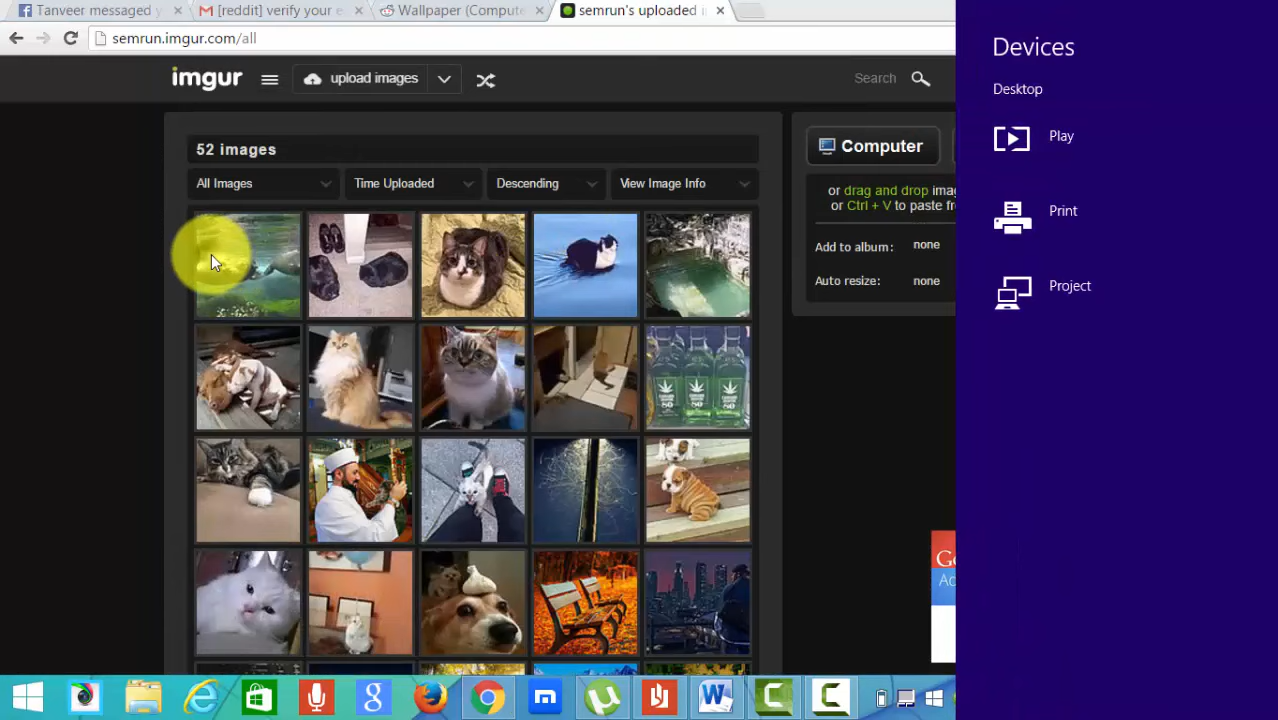 Tanveer messaged y
[reddit] verify your e
Wallpaper (Compute
semrun's uploaded i
semrun.imgur.com/all
imgur
upload images
Search
52 images
All Images
Time Uploaded
Descending
View Image Info
Computer
or drag and drop imag
or Ctrl + V to paste fr
Add to album: none
Auto resize: none
Devices
Desktop
Play
Print
Project